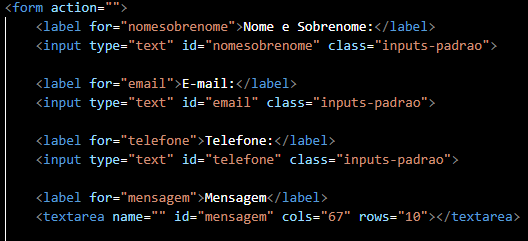 <form action="">
<label for="nomesobrenome">Nome e Sobrenome:</label>
<input type="text" id="nomesobrenome" class="inputs-padrao">
<label for="email">E-mail:</label>
<input type="text" id="email" class="inputs-padrao">
<label for="telefone">Telefone:</label>
<input type="text" id="telefone" class="inputs-padrao">
<label for="mensagem">Mensagem</label>
<textarea name="" id="mensagem" cols="67" rows="10"></textarea>